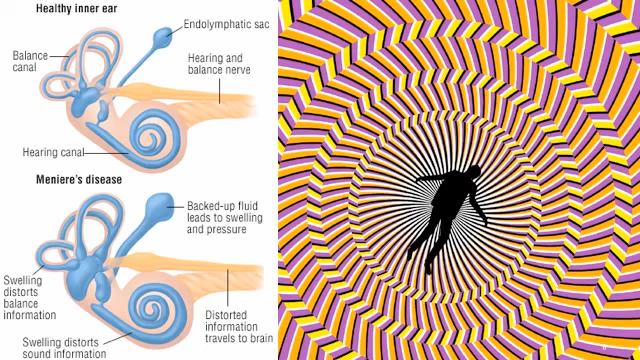 Healthy inner ear
Endolymphatic sac
Balance
canal
Hearing and
balance nerve
Hearing canal
Meniere's disease
Backed-up fluid
leads to swelling
and pressure
Swelling
distorts
balance
information
Distorted
information
travels to brain
Swelling distorts
sound information